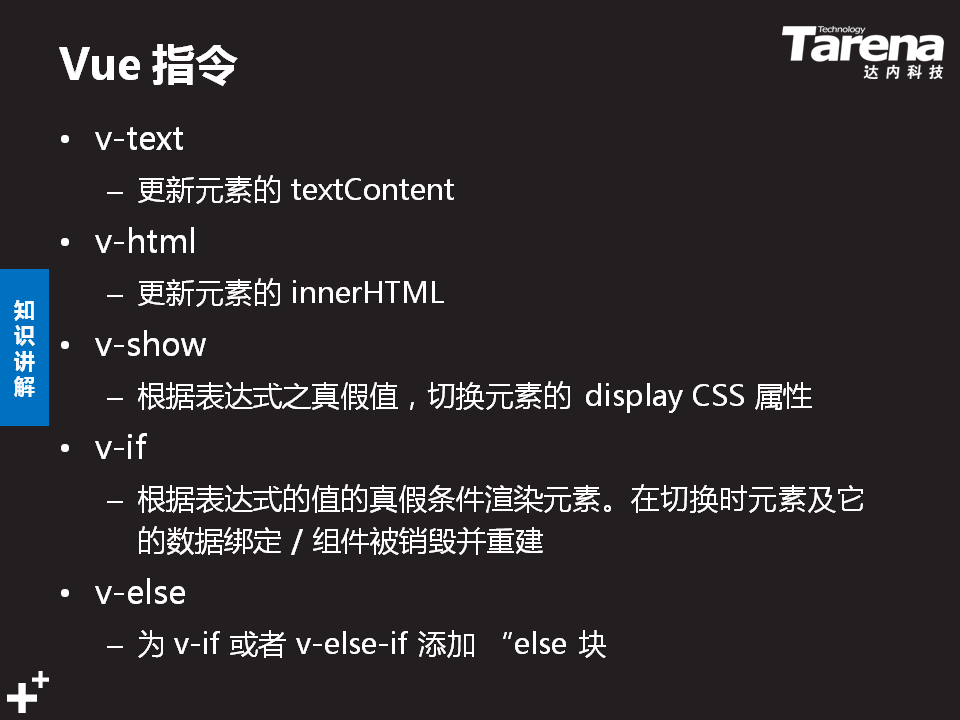 Vue 指令
Technology
Tarena
达内科技
• v-text
– 更新元素的 textContent
• v-html
– 更新元素的 innerHTML
• v-show
– 根据表达式之真假值，切换元素的 display CSS 属性
• v-if
– 根据表达式的值的真假条件渲染元素。在切换时元素及它
的数据绑定 / 组件被销毁并重建
• v-else
– 为 v-if 或者 v-else-if 添加 “else 块
知识讲解